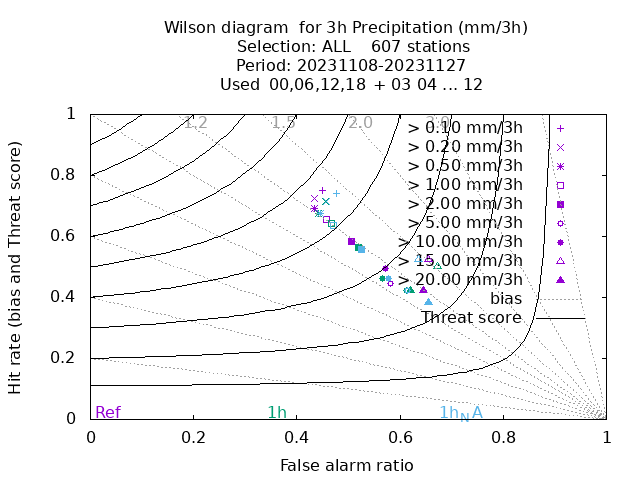 Wilson diagram  for 3h Precipitation (mm/3h)
Selection: ALL    607 stations
Period: 20231108-20231127
Used  00,06,12,18  + 03 04 ... 12
Hit rate (bias and Threat score)
1
0.8
0.6
0.4
0.2
0
1.2
1.5
2.0
3.0
> 0.10 mm/3h
> 0.20 mm/3h
> 0.50 mm/3h
> 1.00 mm/3h
> 2.00 mm/3h
> 5.00 mm/3h
> 10.00 mm/3h
> 15.00 mm/3h
> 20.00 mm/3h
bias
Threat score
Ref
1h
1h_NA
0
0.2
0.4
0.6
0.8
1
False alarm ratio